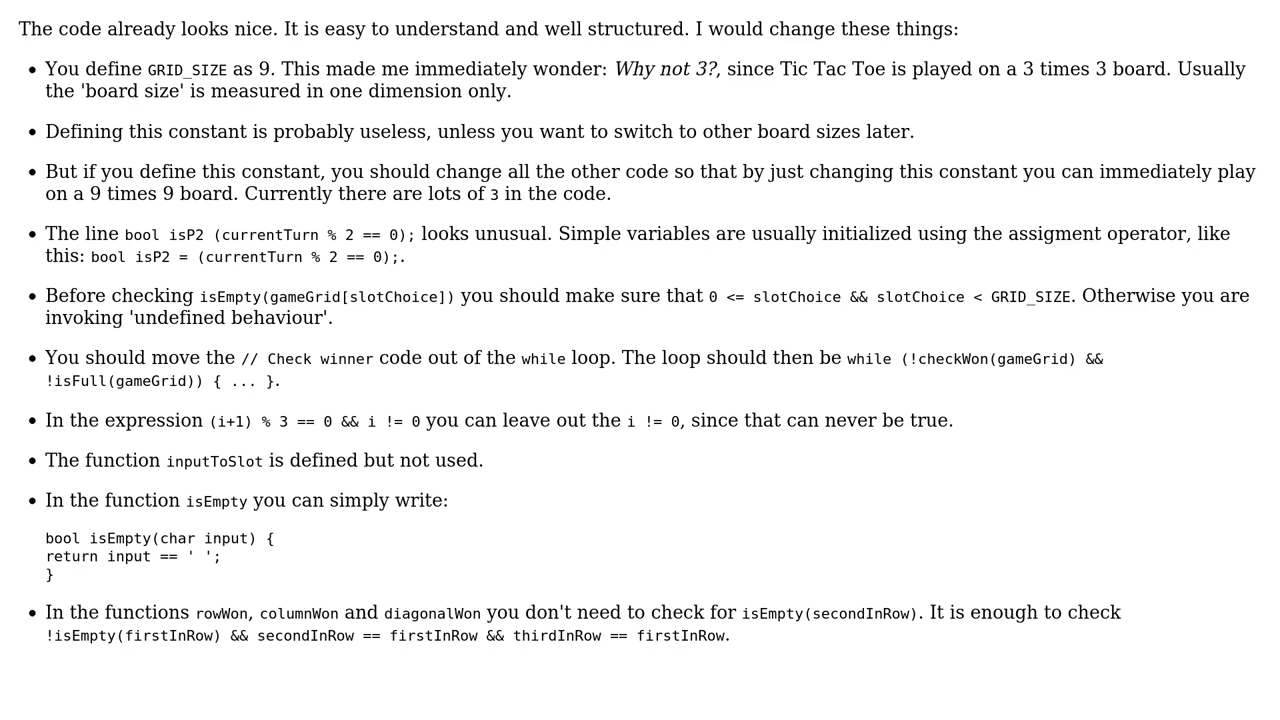 The code already looks nice. It is easy to understand and well structured. I would change these things:
• You define GRID_SIZE as 9. This made me immediately wonder: Why not 3?, since Tic Tac Toe is played on a 3 times 3 board. Usually
the 'board size' is measured in one dimension only.
• Defining this constant is probably useless, unless you want to switch to other board sizes later.
• But if you define this constant, you should change all the other code so that by just changing this constant you can immediately play
on a 9 times 9 board. Currently there are lots of 3 in the code.
• The line bool isP2 (currentTurn % 2 == 0); looks unusual. Simple variables are usually initialized using the assigment operator, like
this: bool isP2 = (currentTurn % 2 == 0);.
• Before checking isEmpty(gameGrid[slotChoice]) you should make sure that 0 <= slotChoice && slotChoice < GRID_SIZE. Otherwise you are
invoking 'undefined behaviour'.
• You should move the // Check winner code out of the while loop. The loop should then be while (!checkWon(gameGrid) &&
!isFull(gameGrid)) { ... }.
• In the expression (i+1) % 3 == 0 && i != 0 you can leave out the i != 0, since that can never be true.
• The function inputToSlot is defined but not used.
• In the function isEmpty you can simply write:
bool isEmpty(char input) {
return input == ' ';
}
• In the functions rowWon, columnWon and diagonalWon you don't need to check for isEmpty(secondInRow). It is enough to check
!isEmpty(firstInRow) && secondInRow == firstInRow && thirdInRow == firstInRow.